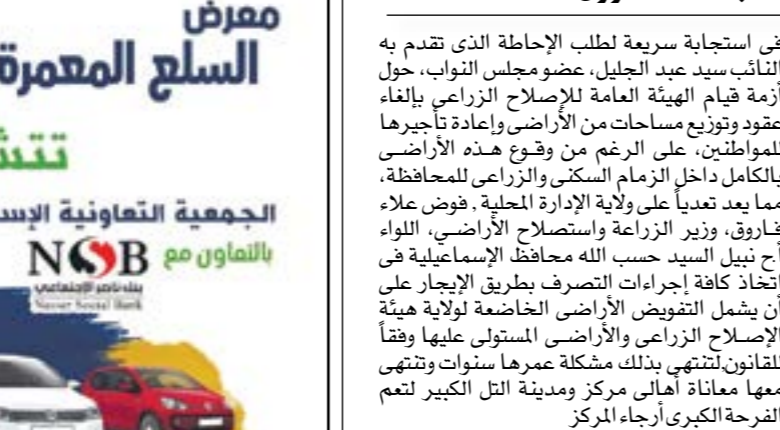 فى استجابة سريعة لطلب الإحاطة الذى تقدم به
النائب سيد عبد الجليل، عضو مجلس النواب، حول
أزمة قيام الهيئة العامة للإصلاح الزراعى بإلغاء
عقود وتوزيع مساحات من الأراضى وإعادة تأجيرها
للمواطنين، على الرغم من وقوع هذه الأراضى
بالكامل داخل الزمام السكنى والزراعى للمحافظة،
مما يعد تعدياً على ولاية الإدارة المحلية , فوض علاء
فاروق، وزير الزراعة واستصلاح الأراضى، اللواء
أ.ح نبيل السيد حسب الله محافظ الإسماعيلية فى
إتخاذ كافة إجراءات التصرف بطريق الإيجار على
أن يشمل التفويض الأراضى الخاضعة لولاية هيئة
الإصلاح الزراعى والأراضى المستولى عليها وفقاً
للقانون,لتنتهى بذلك مشكلة عمرها سنوات وتنتهى
معها معاناة أهالى مركز ومدينة التل الكبير لتعم
الفرحة الكبرى أرجاء المركز
معرض
السلع المعمرة
الجمعية التعاونية
بالتعاون مع NSB
بنك ناصر الاجتماعي
Nasser Social Bank